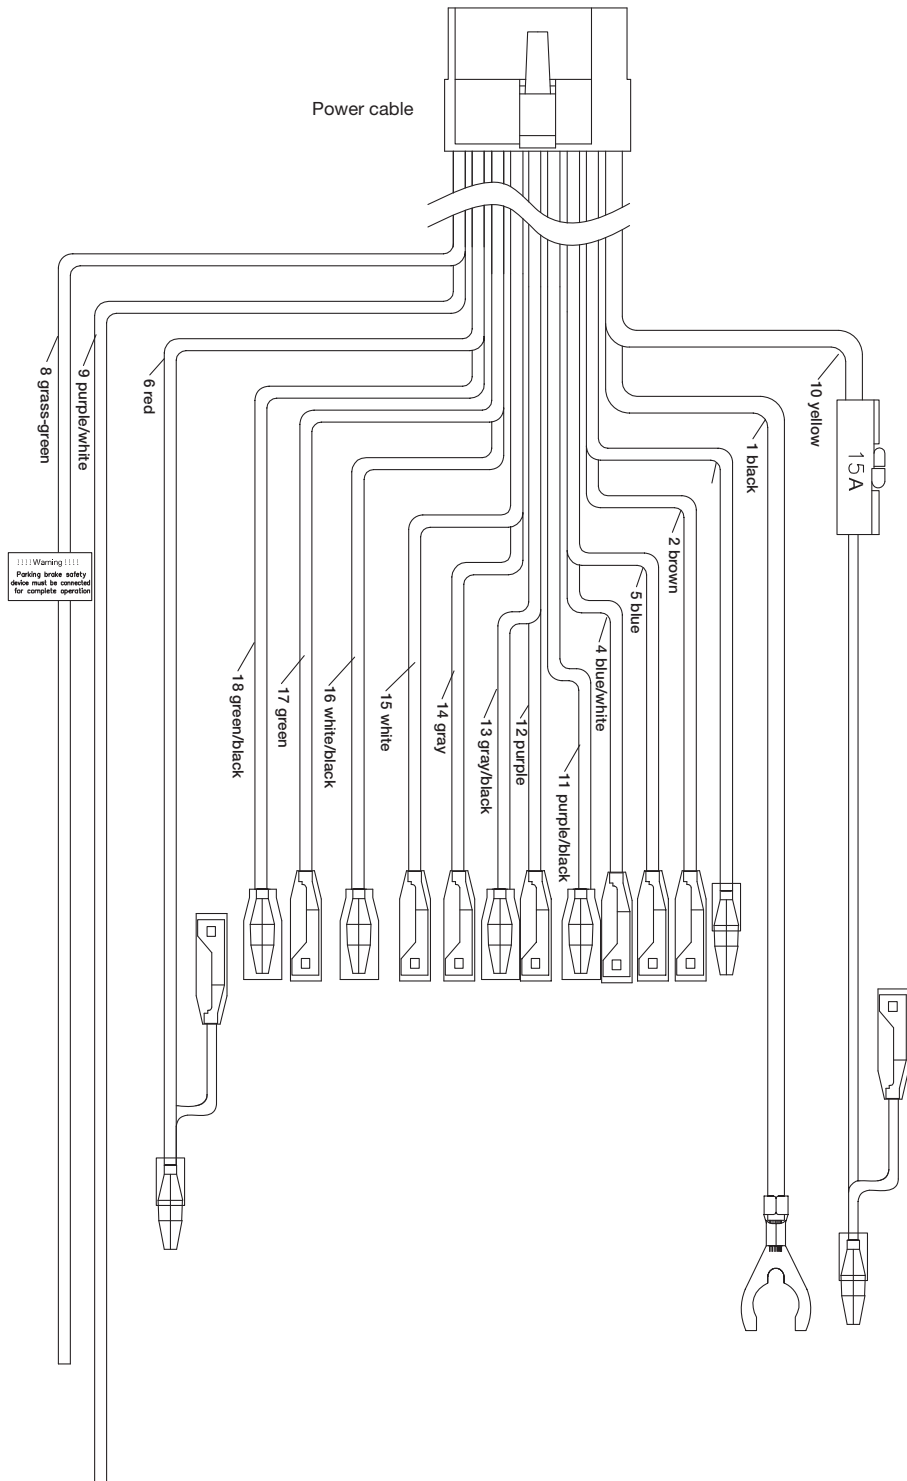 Power cable
8 grass-green
9 purple/white
6 red
10 yellow
15A
1 black
2 brown
5 blue
4 blue/white
!!!!Warning!!!!
Parking brake safety
device must be connected
for complete operation
18 green/black
17 green
16 white/black
15 white
14 gray
13 gray/black
12 purple
11 purple/black